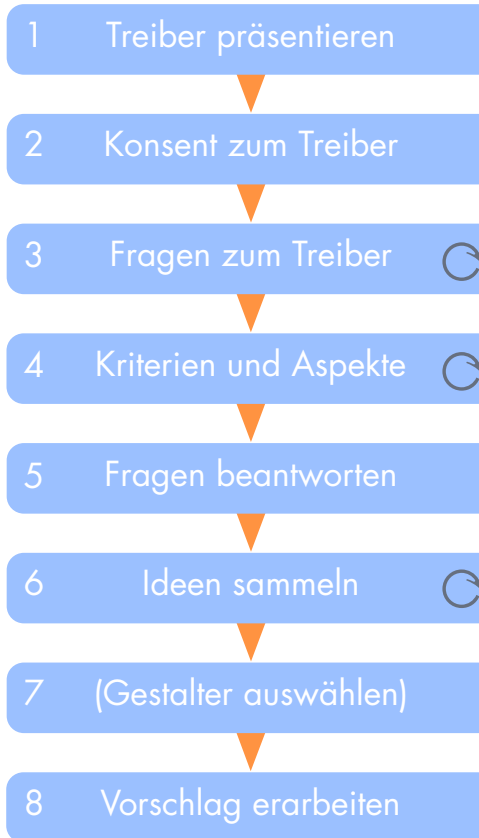 1 Treiber präsentieren
2 Konsent zum Treiber
3 Fragen zum Treiber
4 Kriterien und Aspekte
5 Fragen beantworten
6 Ideen sammeln
7 (Gestalter auswählen)
8 Vorschlag erarbeiten